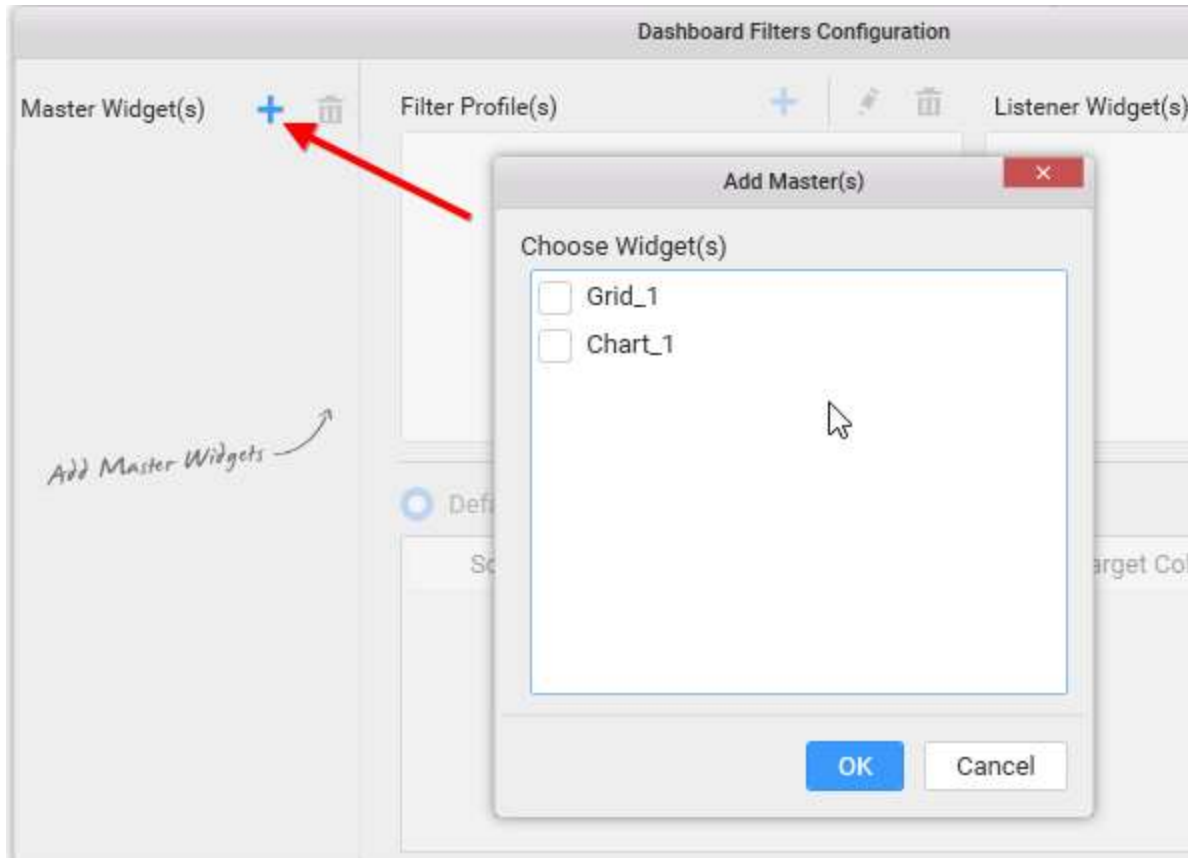 Dashboard Filters Configuration
Master Widget(s)
Filter Profile(s)
Listener Widget(s)
Add Master(s)
Choose Widget(s)
Grid_1
Chart_1
Add Master Widgets
OK
Cancel